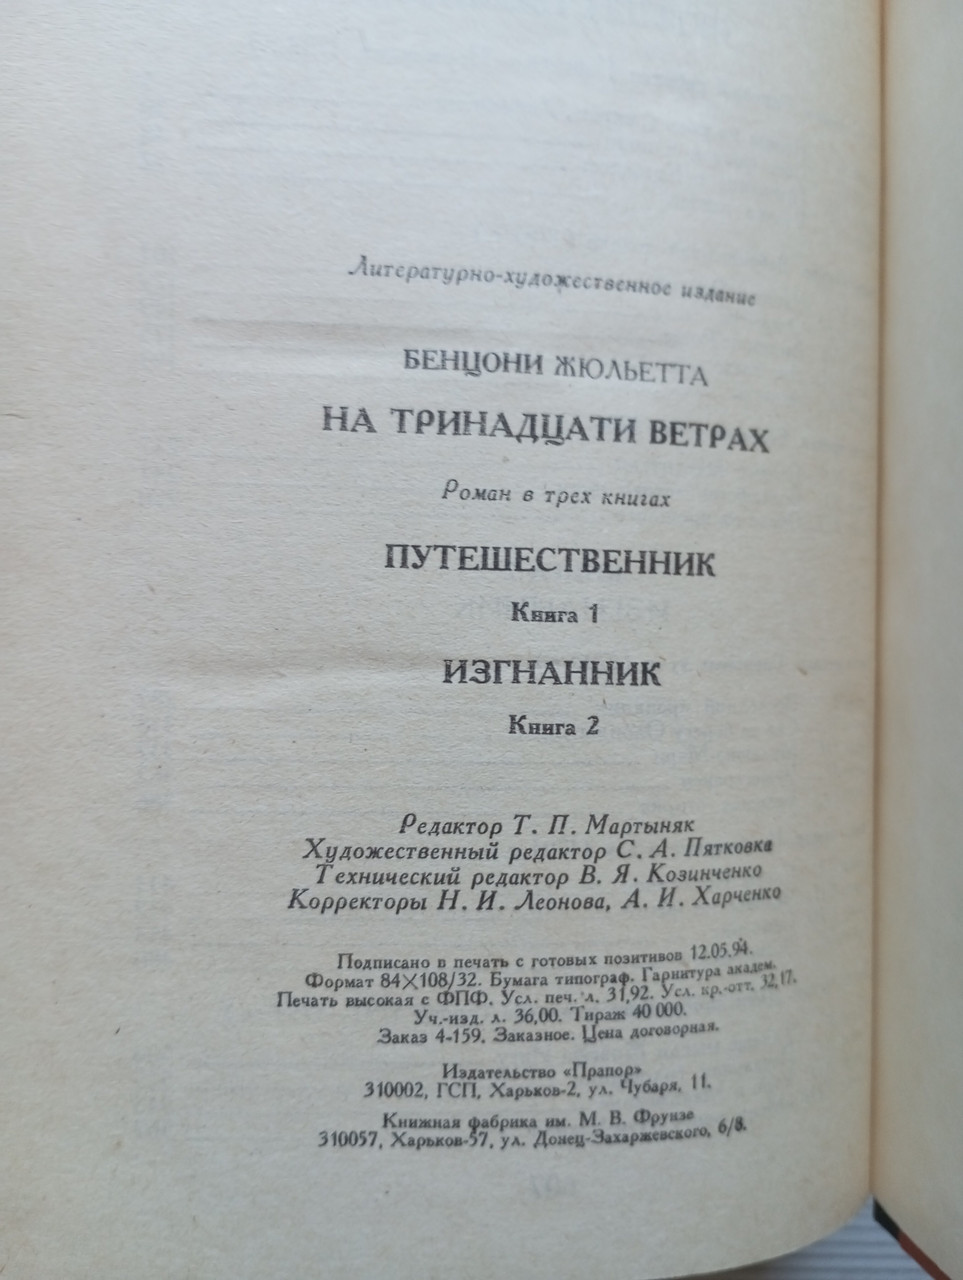 Литературно-художественное издание
БЕНЦОНИ ЖЮЛЬЕТТА
НА ТРИНАДЦАТИ ВЕТРАХ
Роман в трех книгах
ПУТЕШЕСТВЕННИК
Книга 1
ИЗГНАННИК
Книга 2
Редактор Т. П. Мартыняк
Художественный редактор С. А. Пятковка
Технический редактор В. Я. Козинченко
Корректоры Н. И. Леонова, А. И. Харченко
Подписано в печать с готовых позитивов 12.05.94.
Формат 84×108/32. Бумага типограф. Гарнитура академ.
Печать высокая с ФПФ. Усл. печ. л. 31,92. Усл. кр.-отт. 32,17.
Уч.-изд. л. 36,00. Тираж 40 000.
Заказ 4-159. Заказное. Цена договорная.
Издательство «Прапор»
310002, ГСП, Харьков-2, ул. Чубаря, 11.
Книжная фабрика им. М. В. Фрунзе
310057, Харьков-57, ул. Донец-Захаржевского, 6/8.